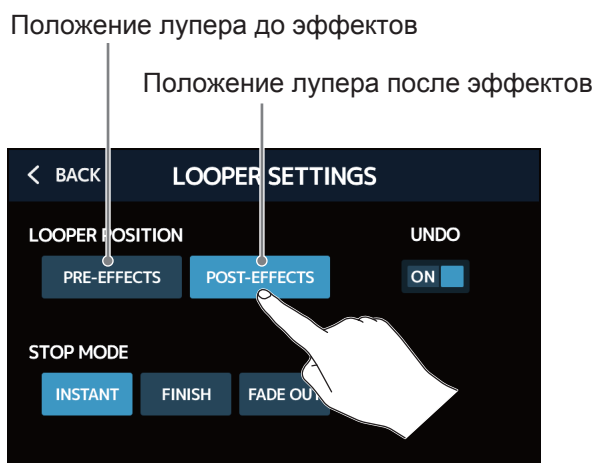 Положение лупера до эффектов
Положение лупера после эффектов
BACK LOOPER SETTINGS
LOOPER POSITION UNDO
PRE-EFFECTS POST-EFFECTS ON
STOP MODE
INSTANT FINISH FADE OUT